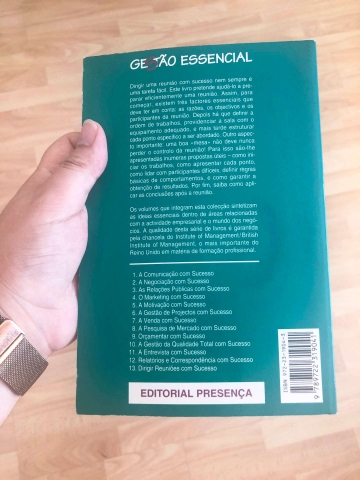 GESTÃO ESSENCIAL
Dirigir uma reunião com sucesso nem sempre é
uma tarefa fácil. Este livro pretende ajudá-lo a pre-
parar eficientemente uma reunião. Assim, para
começar, existem três factores essenciais que
deve ter em conta: as razões, os objectivos e os
participantes da reunião. Depois há que definir a
ordem de trabalhos, providenciar a sala com o
equipamento adequado, e mais tarde estruturar
cada ponto específico a ser abordado. Outro aspec-
to importante: uma boa «mesa» não deve nunca
perder o controlo da reunião! Para isso são-lhe
apresentadas inúmeras propostas úteis – como ini-
ciar os trabalhos, como apresentar cada ponto,
como lidar com participantes difíceis, definir regras
básicas de comportamentos, e como garantir a
obtenção de resultados. Por fim, saiba como apli-
car as conclusões após a reunião.
Os volumes que integram esta colecção sintetizam
as ideias essenciais dentro de áreas relacionadas
com a actividade empresarial e o mundo dos negó-
cios. A qualidade desta série de livros é garantida
pela chancela do Institute of Management/British
Institute of Management, o mais importante do
Reino Unido em matéria de formação profissional.
1. A Comunicação com Sucesso
2. A Negociação com Sucesso
3. As Relações Públicas com Sucesso
4. O Marketing com Sucesso
5. A Motivação com Sucesso
6. A Gestão de Projectos com Sucesso
7. A Venda com Sucesso
8. A Pesquisa de Mercado com Sucesso
9. Orçamentar com Sucesso
10. A Gestão da Qualidade Total com Sucesso
11. A Entrevista com Sucesso
12. Relatórios e Correspondência com Sucesso
13. Dirigir Reuniões com Sucesso
EDITORIAL PRESENÇA
ISBN 972-23-1904-1
9 789722 319041